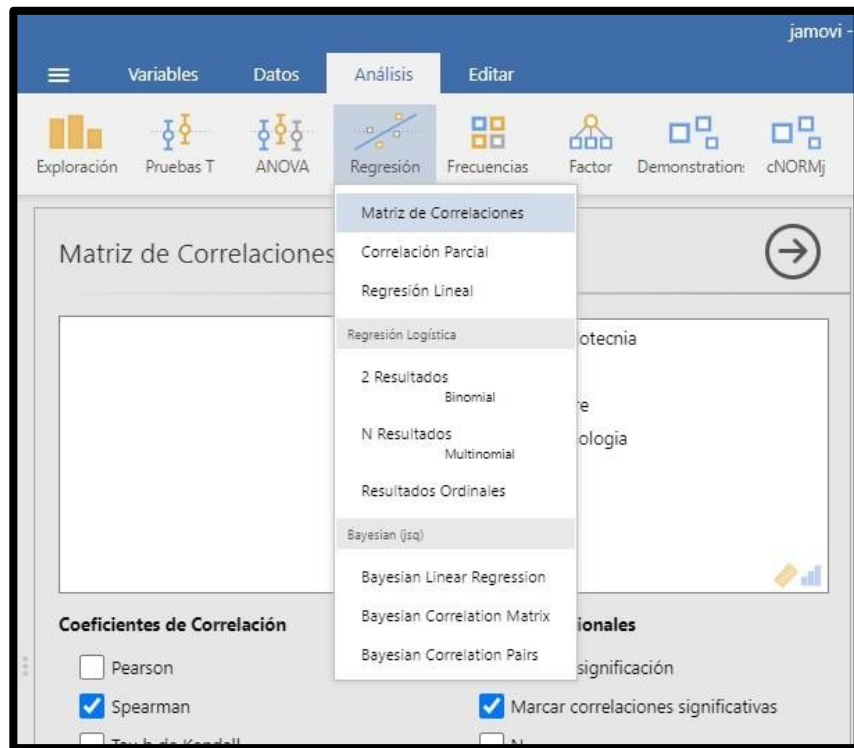 jamovi -
Variables Datos Análisis Editar
Exploración Pruebas T ANOVA Regresión Frecuencias Factor Demonstration: cNORMj
Matriz de Correlaciones
Matriz de Correlaciones
Correlación Parcial
Regresión Lineal
Regresión Logística
2 Resultados
Binomial
N Resultados
Multinomial
Resultados Ordinales
Bayesian (jsq)
Bayesian Linear Regression
Bayesian Correlation Matrix
Bayesian Correlation Pairs
otecnia
re
ologia
Coeficientes de Correlación
ionales
Pearson
significación
Spearman
Marcar correlaciones significativas